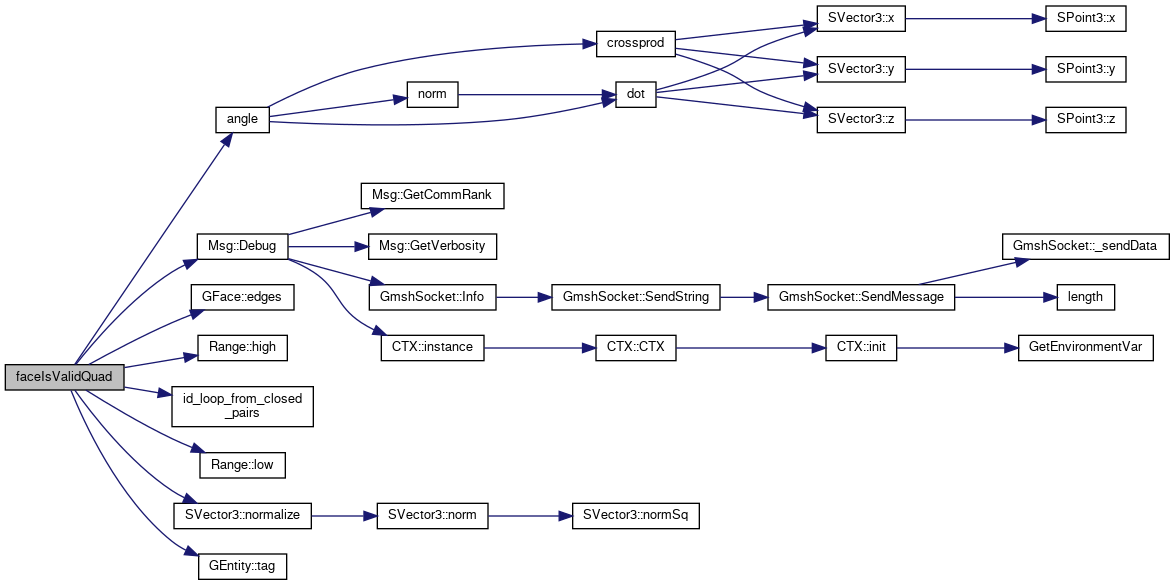 faceIsValidQuad
angle
crossprod
norm
dot
SVector3::x
SPoint3::x
SVector3::y
SPoint3::y
SVector3::z
SPoint3::z
Msg::Debug
Msg::GetCommRank
Msg::GetVerbosity
GmshSocket::Info
GmshSocket::SendString
GmshSocket::SendMessage
GmshSocket::_sendData
length
CTX::instance
CTX::CTX
CTX::init
GetEnvironmentVar
GFace::edges
Range::high
id_loop_from_closed
_pairs
Range::low
SVector3::normalize
SVector3::norm
SVector3::normSq
GEntity::tag